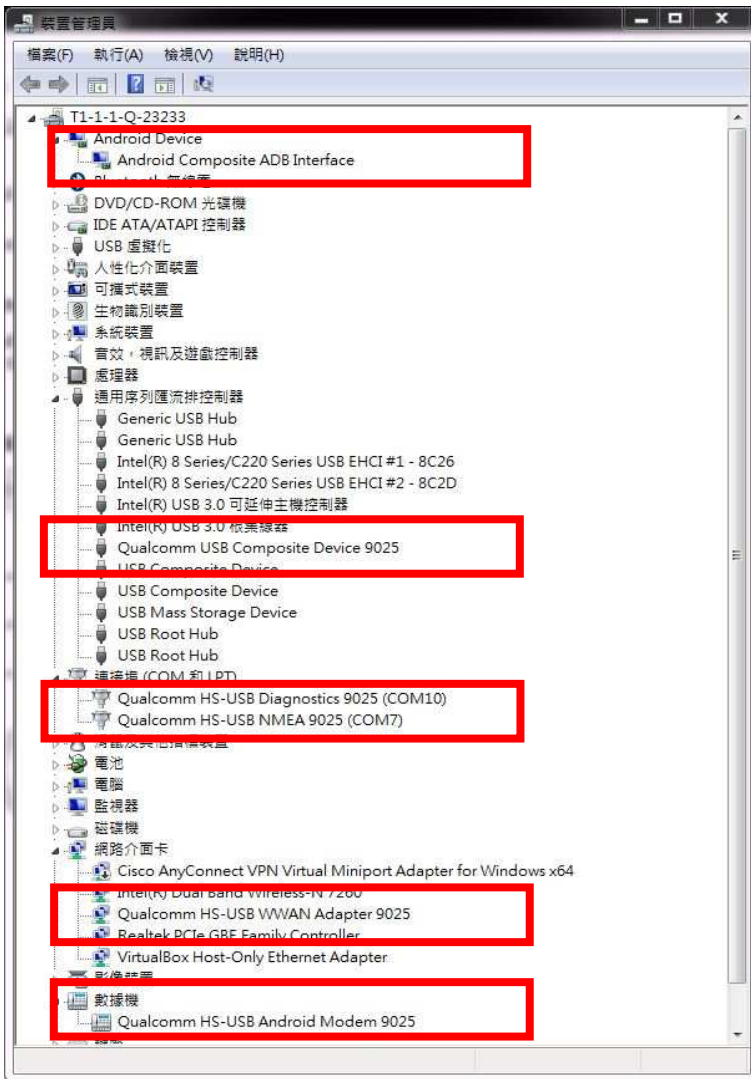 裝置管理員
檔案(F) 執行(A) 檢視(V) 說明(H)
T1-1-1-Q-23233
Android Device
Android Composite ADB Interface
DVD/CD-ROM 光碟機
IDE ATA/ATAPI 控制器
USB 虛擬化
人性化介面裝置
可攜式裝置
生物識別裝置
系統裝置
音效，視訊及遊戲控制器
處理器
通用序列匯流排控制器
Generic USB Hub
Generic USB Hub
Intel(R) 8 Series/C220 Series USB EHCI #1 - 8C26
Intel(R) 8 Series/C220 Series USB EHCI #2 - 8C2D
Intel(R) USB 3.0 可延伸主機控制器
Intel(R) USB 3.0 根集線器
Qualcomm USB Composite Device 9025
USB Composite Device
USB Composite Device
USB Mass Storage Device
USB Root Hub
USB Root Hub
連接埠 (COM 和 LPT)
Qualcomm HS-USB Diagnostics 9025 (COM10)
Qualcomm HS-USB NMEA 9025 (COM7)
電池
電腦
監視器
磁碟機
網路介面卡
Cisco AnyConnect VPN Virtual Miniport Adapter for Windows x64
Intel(R) Dual Band Wireless-N 7260
Qualcomm HS-USB WWAN Adapter 9025
Realtek PCIe GBE Family Controller
VirtualBox Host-Only Ethernet Adapter
數據機
Qualcomm HS-USB Android Modem 9025